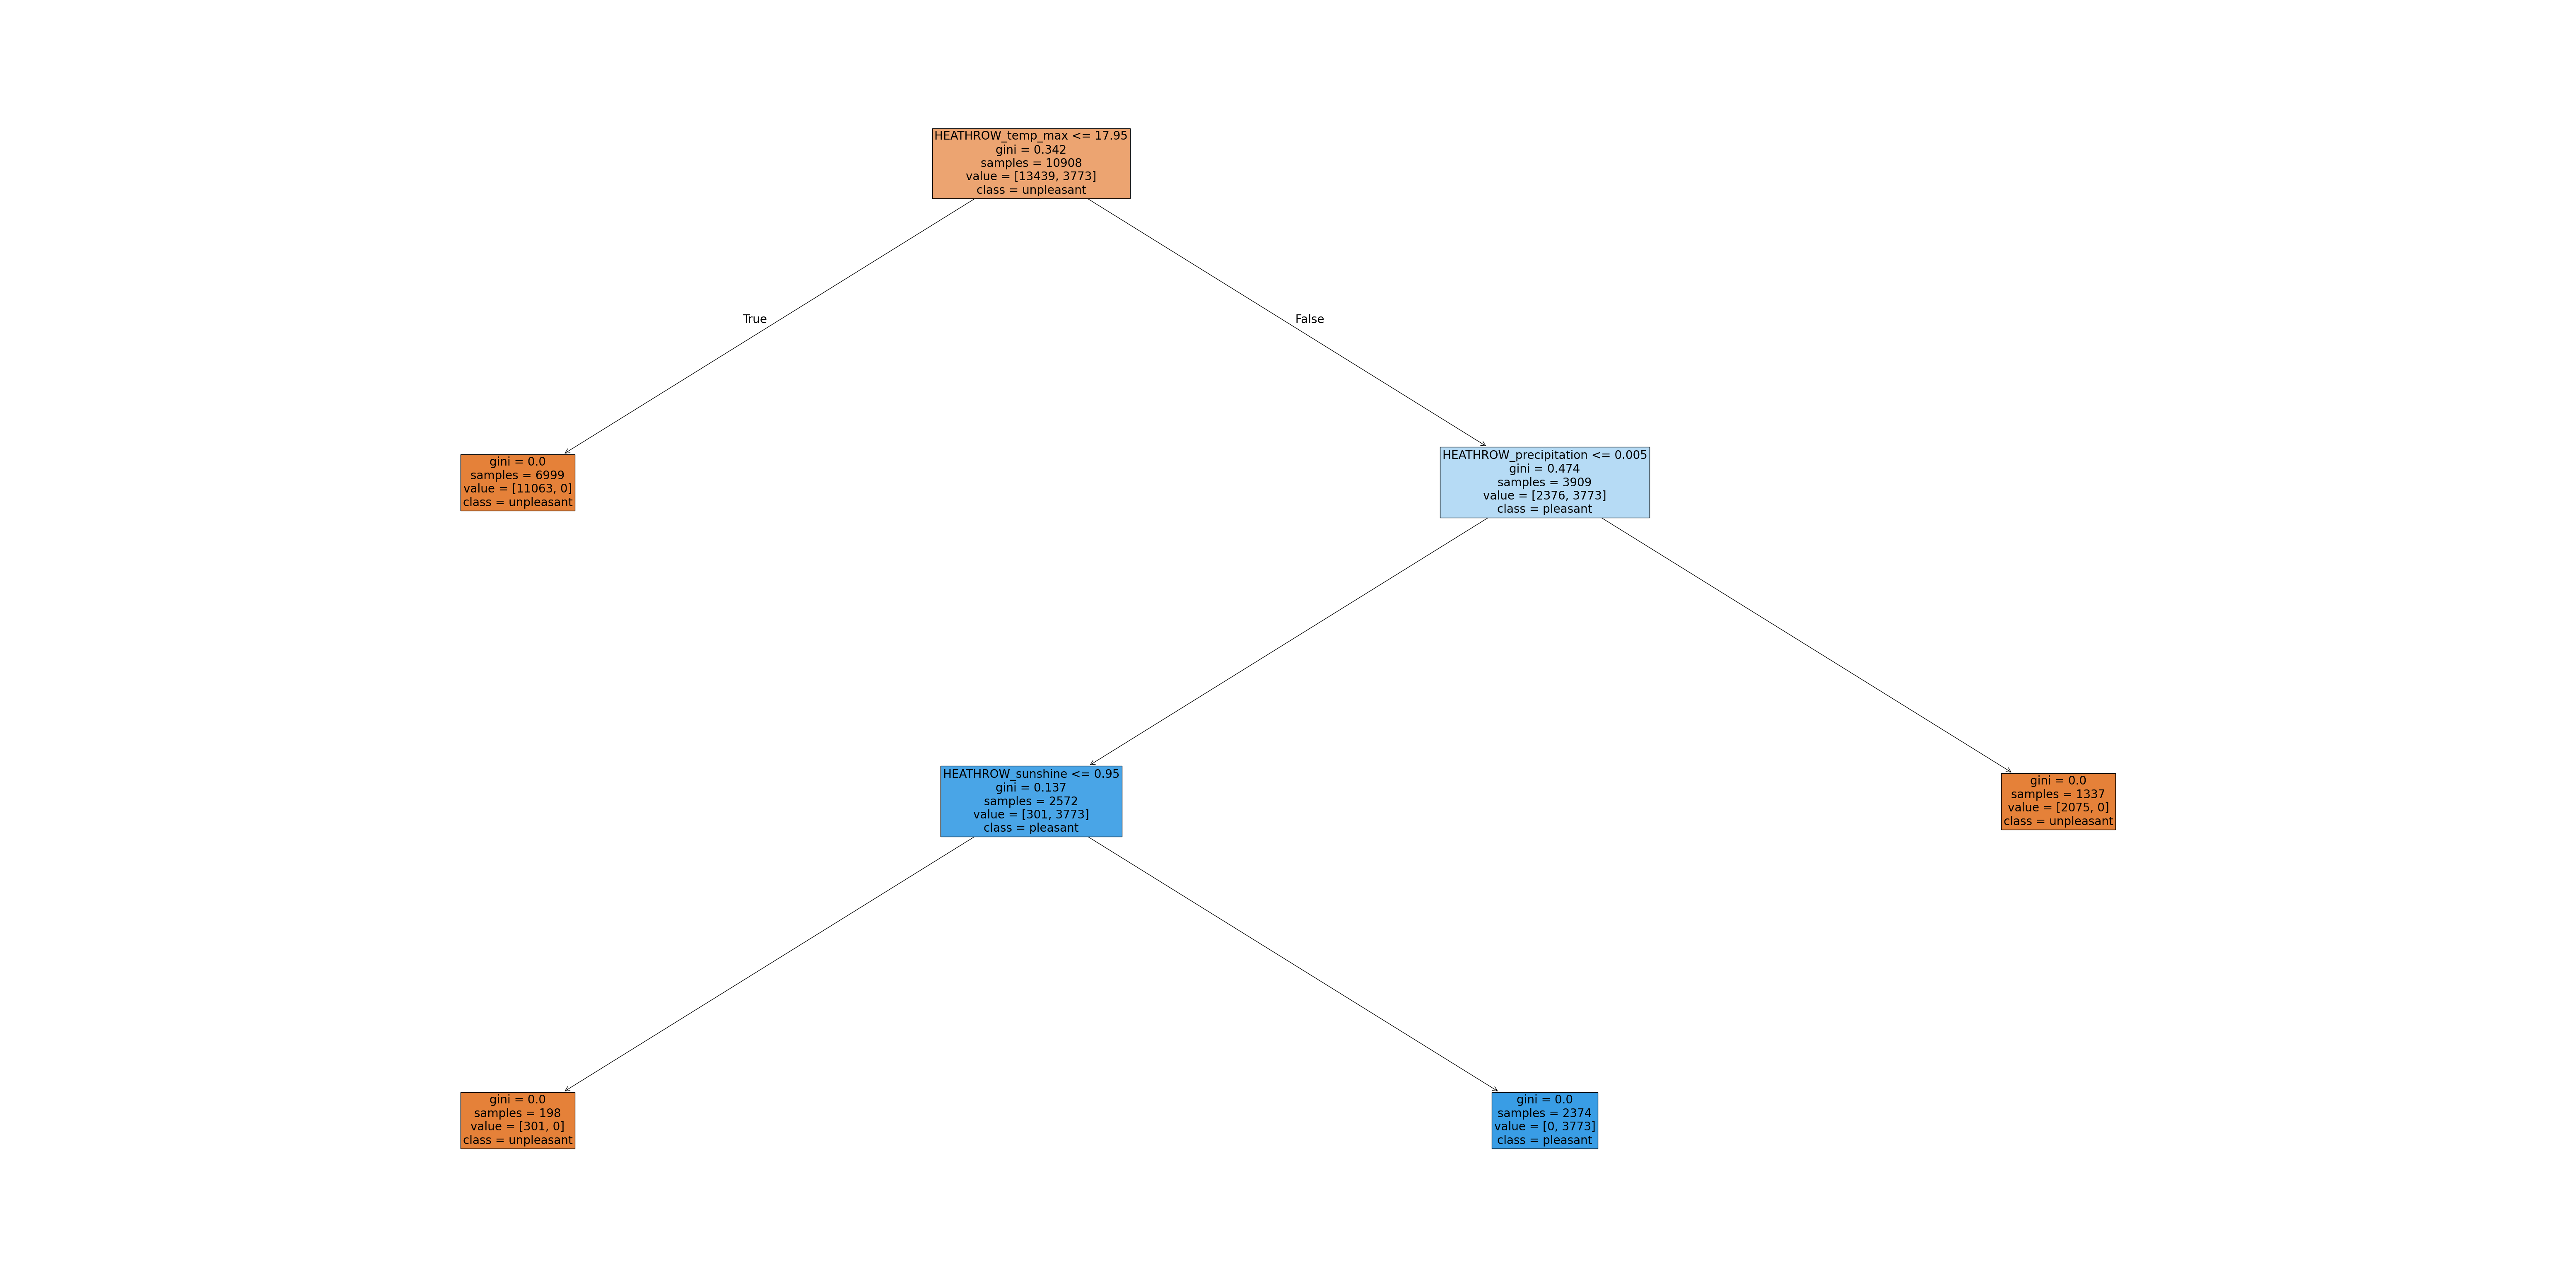 HEATHROW_temp_max <= 17.95
gini = 0.342
samples = 10908
value = [13439, 3773]
class = unpleasant
True
False
gini = 0.0
samples = 6999
value = [11063, 0]
class = unpleasant
HEATHROW_precipitation <= 0.005
gini = 0.474
samples = 3909
value = [2376, 3773]
class = pleasant
HEATHROW_sunshine <= 0.95
gini = 0.137
samples = 2572
value = [301, 3773]
class = pleasant
gini = 0.0
samples = 1337
value = [2075, 0]
class = unpleasant
gini = 0.0
samples = 198
value = [301, 0]
class = unpleasant
gini = 0.0
samples = 2374
value = [0, 3773]
class = pleasant